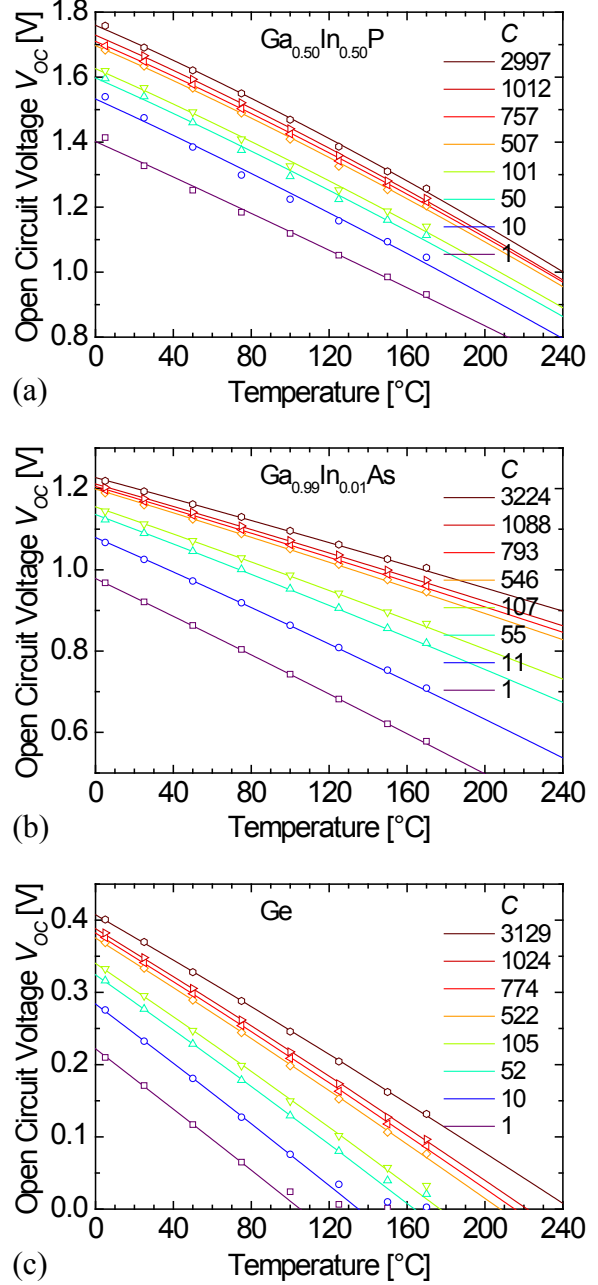 Ga0.50In0.50P
C
2997
1012
757
507
101
50
10
1
1.8
1.6
1.4
1.2
1.0
0.8
Open Circuit Voltage VOC [V]
0 40 80 120 160 200 240
Temperature [°C]
(a)
Ga0.99In0.01As
C
3224
1088
793
546
107
55
11
1
1.2
1.0
0.8
0.6
Open Circuit Voltage VOC [V]
0 40 80 120 160 200 240
Temperature [°C]
(b)
Ge
C
3129
1024
774
522
105
52
10
1
0.4
0.3
0.2
0.1
0.0
Open Circuit Voltage VOC [V]
0 40 80 120 160 200 240
Temperature [°C]
(c)